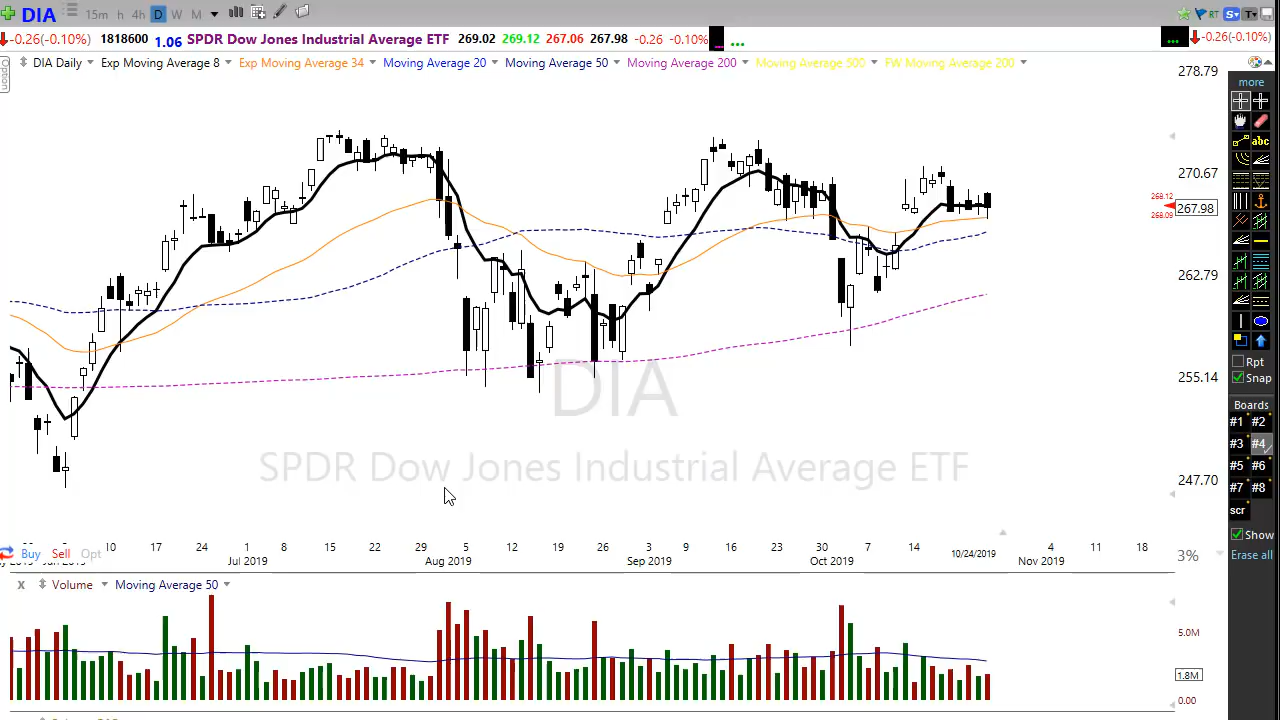 DIA 15m h 4h D W M RT S T
-0.26(-0.10%) 1818600 1.06 SPDR Dow Jones Industrial Average ETF 269.02 269.12 267.06 267.98 -0.26 -0.10% ... ... ... -0.26(-0.10%)
Option
DIA Daily Exp Moving Average 8 Exp Moving Average 34 Moving Average 20 Moving Average 50 Moving Average 200 Moving Average 500 FW Moving Average 200
278.79
270.67
268.12
267.98
268.09
262.79
255.14
247.70
3%
DIA
SPDR Dow Jones Industrial Average ETF
Buy Sell Opt
10 17 24 1 8 15 22 29 5 12 19 26 3 9 16 23 30 7 14 10/24/2019 4 11 18
Jul 2019 Aug 2019 Sep 2019 Oct 2019 Nov 2019
X Volume Moving Average 50
5.0M
1.8M
0.00
more
abc
Rpt
Snap
Boards
#1 #2
#3 #4
#5 #6
#7 #8
scr
Show
Erase all